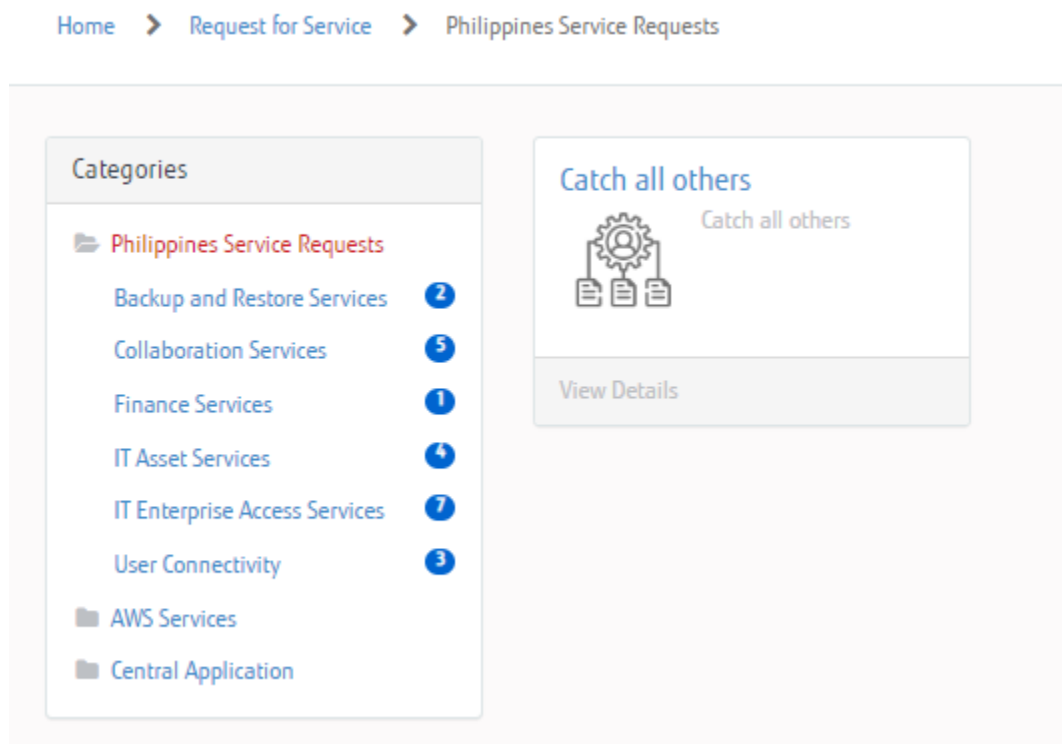 Home > Request for Service > Philippines Service Requests
Categories
Philippines Service Requests
Backup and Restore Services 2
Collaboration Services 5
Finance Services 1
IT Asset Services 4
IT Enterprise Access Services 7
User Connectivity 3
AWS Services
Central Application
Catch all others
Catch all others
View Details